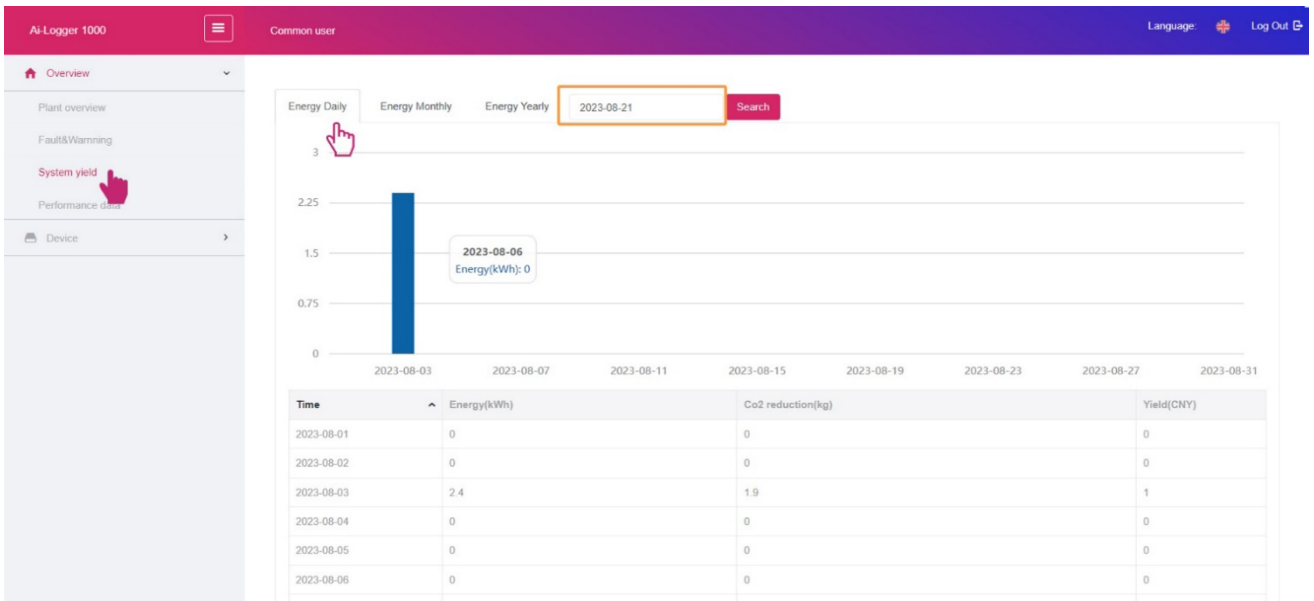 Ai-Logger 1000 Common user Language: Log Out
Overview
Plant overview
Fault&Warnning
System yield
Performance data
Device
Energy Daily Energy Monthly Energy Yearly 2023-08-21 Search
3
2.25
1.5
0.75
0
2023-08-06
Energy(kWh): 0
2023-08-03 2023-08-07 2023-08-11 2023-08-15 2023-08-19 2023-08-23 2023-08-27 2023-08-31
Time Energy(kWh) Co2 reduction(kg) Yield(CNY)
2023-08-01 0 0 0
2023-08-02 0 0 0
2023-08-03 2.4 1.9 1
2023-08-04 0 0 0
2023-08-05 0 0 0
2023-08-06 0 0 0